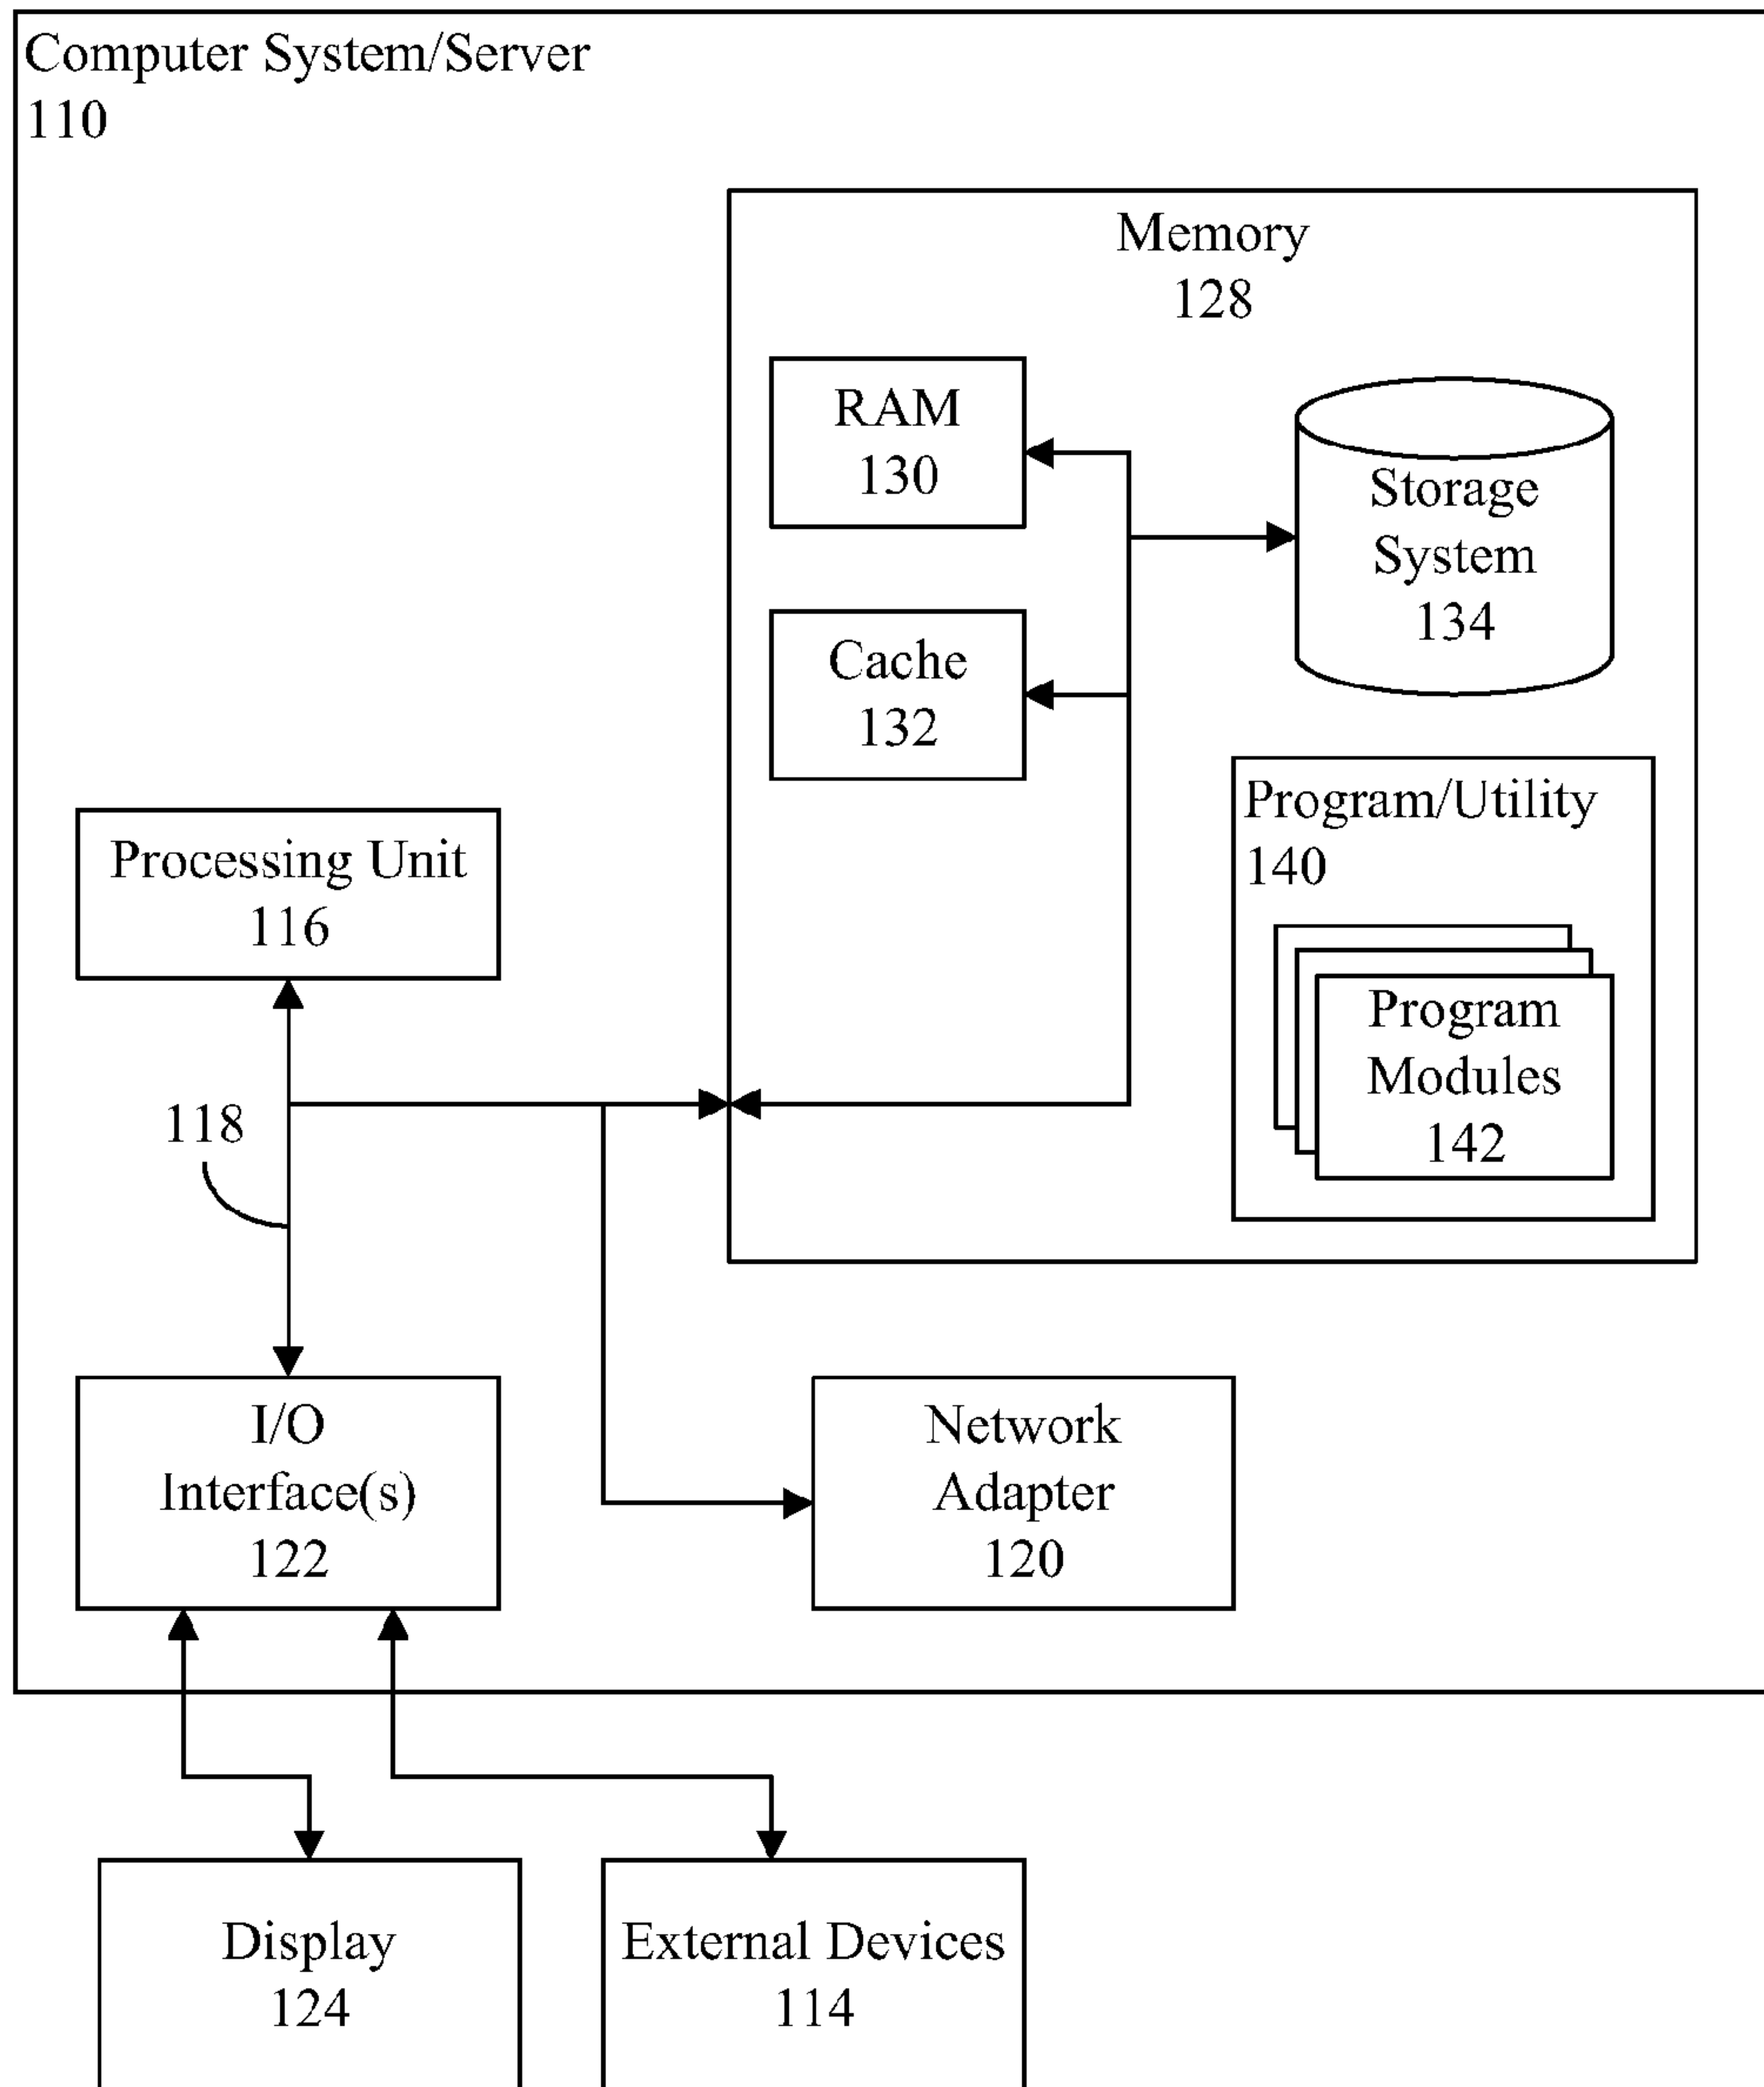 Computer System/Server
110
Memory
128
RAM
130
Storage
System
134
Cache
132
Program/Utility
140
Processing Unit
116
Program
Modules
142
118
I/O
Interface(s)
122
Network
Adapter
120
Display
124
External Devices
114